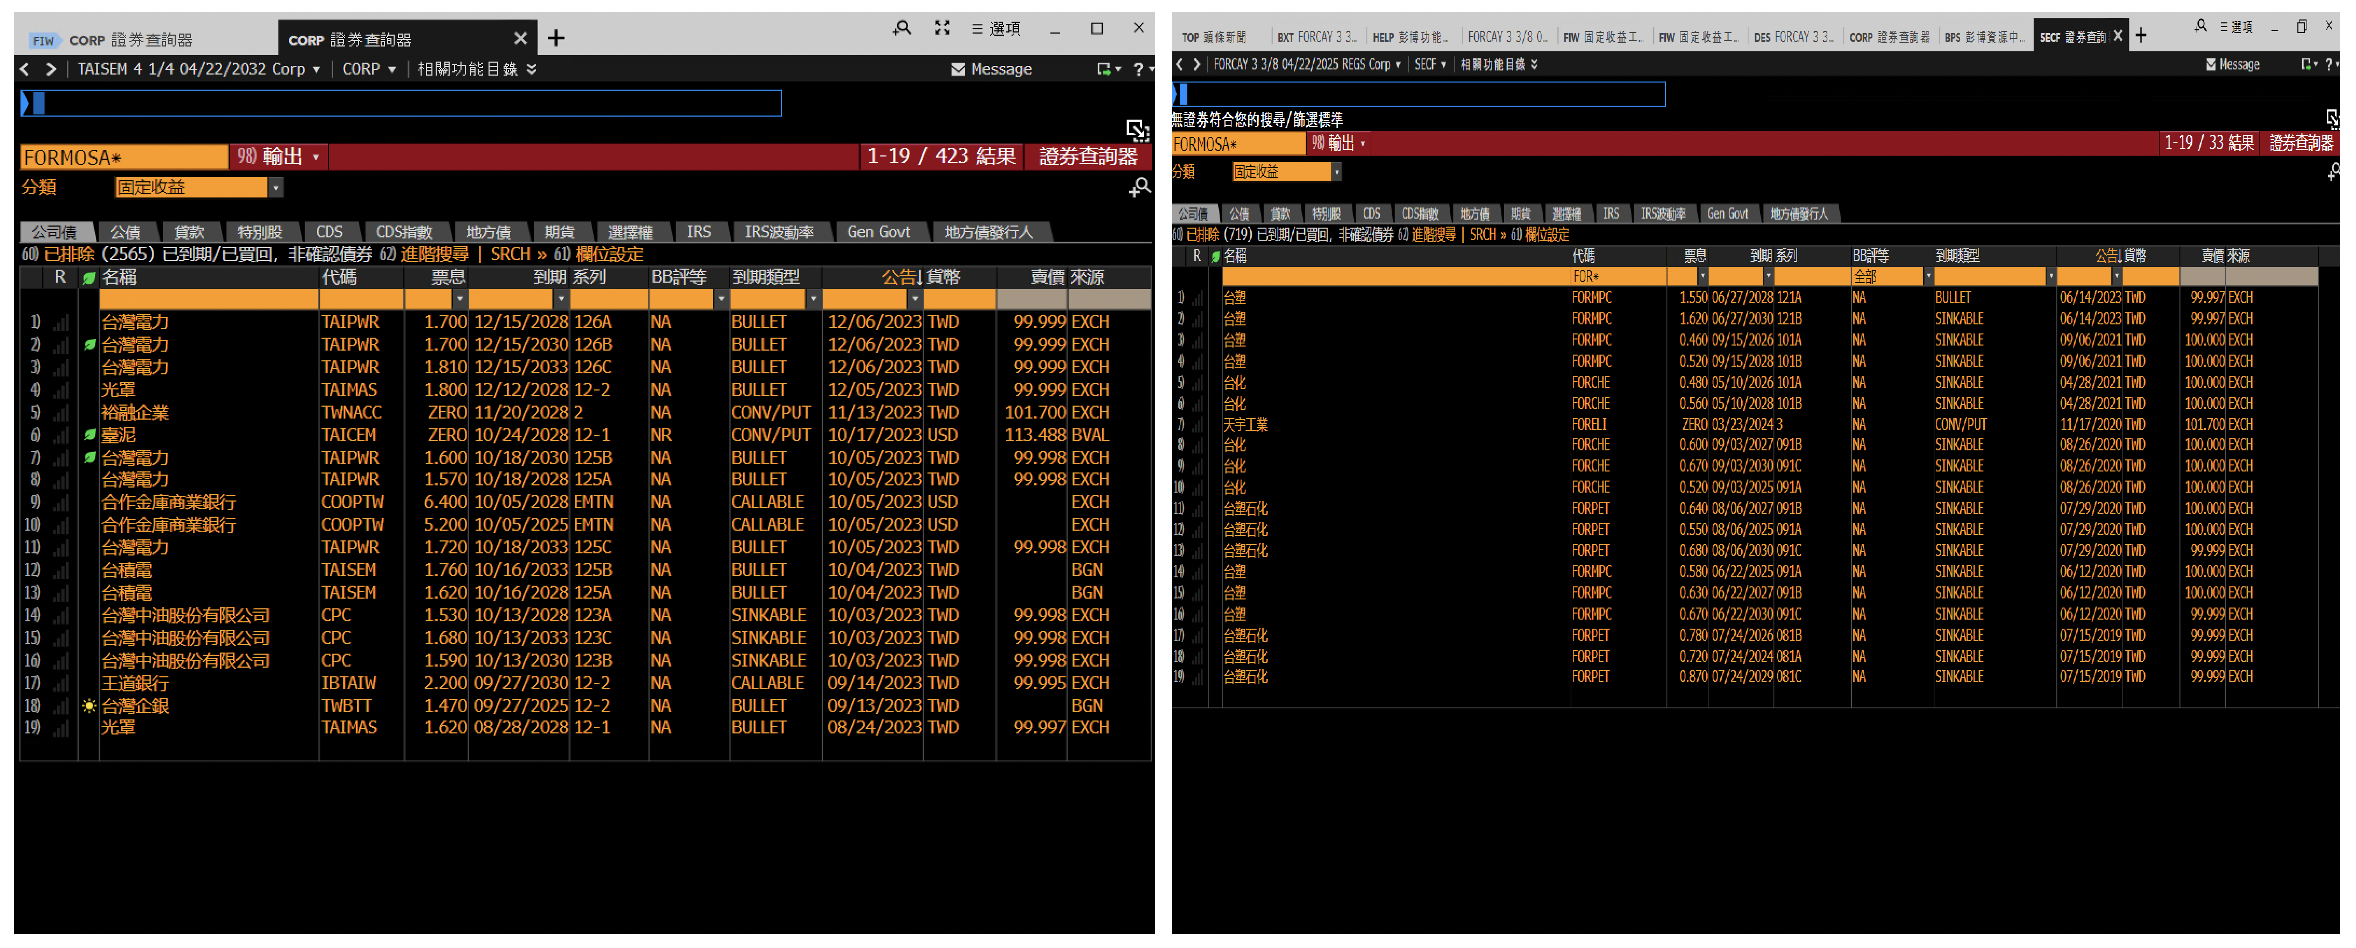 FIW CORP 證券查詢器 CORP 證券查詢器 × + 選項
TAISEM 4 1/4 04/22/2032 Corp CORP 相關功能目錄 Message ?
FORMOSA* 98) 輸出 1-19 / 423 結果 證券查詢器
分類 固定收益
公司債 公債 貸款 特別股 CDS CDS指數 地方債 期貨 選擇權 IRS IRS波動率 Gen Govt 地方債發行人
60) 已排除 (2565) 已到期/已買回, 非確認債券 62) 進階搜尋 | SRCH » 61) 欄位設定
R 名稱 代碼 票息 到期 系列 BB評等 到期類型 公告↓ 貨幣 賣價 來源
1) 台灣電力 TAIPWR 1.700 12/15/2028 126A NA BULLET 12/06/2023 TWD 99.999 EXCH
2) 台灣電力 TAIPWR 1.700 12/15/2030 126B NA BULLET 12/06/2023 TWD 99.999 EXCH
3) 台灣電力 TAIPWR 1.810 12/15/2033 126C NA BULLET 12/06/2023 TWD 99.999 EXCH
4) 光罩 TAIMAS 1.800 12/12/2028 12-2 NA BULLET 12/05/2023 TWD 99.999 EXCH
5) 裕融企業 TWNACC ZERO 11/20/2028 2 NA CONV/PUT 11/13/2023 TWD 101.700 EXCH
6) 臺泥 TAICEM ZERO 10/24/2028 12-1 NR CONV/PUT 10/17/2023 USD 113.488 BVAL
7) 台灣電力 TAIPWR 1.600 10/18/2030 125B NA BULLET 10/05/2023 TWD 99.998 EXCH
8) 台灣電力 TAIPWR 1.570 10/18/2028 125A NA BULLET 10/05/2023 TWD 99.998 EXCH
9) 合作金庫商業銀行 COOPTW 6.400 10/05/2028 EMTN NA CALLABLE 10/05/2023 USD EXCH
10) 合作金庫商業銀行 COOPTW 5.200 10/05/2025 EMTN NA CALLABLE 10/05/2023 USD EXCH
11) 台灣電力 TAIPWR 1.720 10/18/2033 125C NA BULLET 10/05/2023 TWD 99.998 EXCH
12) 台積電 TAISEM 1.760 10/16/2033 125B NA BULLET 10/04/2023 TWD BGN
13) 台積電 TAISEM 1.620 10/16/2028 125A NA BULLET 10/04/2023 TWD BGN
14) 台灣中油股份有限公司 CPC 1.530 10/13/2028 123A NA SINKABLE 10/03/2023 TWD 99.998 EXCH
15) 台灣中油股份有限公司 CPC 1.680 10/13/2033 123C NA SINKABLE 10/03/2023 TWD 99.998 EXCH
16) 台灣中油股份有限公司 CPC 1.590 10/13/2030 123B NA SINKABLE 10/03/2023 TWD 99.998 EXCH
17) 王道銀行 IBTAIW 2.200 09/27/2030 12-2 NA CALLABLE 09/14/2023 TWD 99.995 EXCH
18) 台灣企銀 TWBTT 1.470 09/27/2025 12-2 NA BULLET 09/13/2023 TWD BGN
19) 光罩 TAIMAS 1.620 08/28/2028 12-1 NA BULLET 08/24/2023 TWD 99.997 EXCH
TOP 頭條新聞 BXT FORCAY 3 3... HELP 彭博功能... FORCAY 3 3/8 0... FIW 固定收益工... FIW 固定收益工... DES FORCAY 3 3... CORP 證券查詢器 BPS 彭博資源中... SECF 證券查詢 × + 選項
FORCAY 3 3/8 04/22/2025 REGS Corp SECF 相關功能目錄 Message ?
無證券符合您的搜尋/篩選標準
FORMOSA* 98) 輸出 1-19 / 33 結果 證券查詢器
分類 固定收益
公司債 公債 貸款 特別股 CDS CDS指數 地方債 期貨 選擇權 IRS IRS波動率 Gen Govt 地方債發行人
60) 已排除 (719) 已到期/已買回, 非確認債券 62) 進階搜尋 | SRCH » 61) 欄位設定
R 名稱 代碼 票息 到期 系列 BB評等 到期類型 公告↓ 貨幣 賣價 來源
FOR* 全部
1) 台塑 FORMPC 1.550 06/27/2028 121A NA BULLET 06/14/2023 TWD 99.997 EXCH
2) 台塑 FORMPC 1.620 06/27/2030 121B NA SINKABLE 06/14/2023 TWD 99.997 EXCH
3) 台塑 FORMPC 0.460 09/15/2026 101A NA SINKABLE 09/06/2021 TWD 100.000 EXCH
4) 台塑 FORMPC 0.520 09/15/2028 101B NA SINKABLE 09/06/2021 TWD 100.000 EXCH
5) 台化 FORCHE 0.480 05/10/2026 101A NA SINKABLE 04/28/2021 TWD 100.000 EXCH
6) 台化 FORCHE 0.560 05/10/2028 101B NA SINKABLE 04/28/2021 TWD 100.000 EXCH
7) 天宇工業 FORELI ZERO 03/23/2024 3 NA CONV/PUT 11/17/2020 TWD 101.700 EXCH
8) 台化 FORCHE 0.600 09/03/2027 091B NA SINKABLE 08/26/2020 TWD 100.000 EXCH
9) 台化 FORCHE 0.670 09/03/2030 091C NA SINKABLE 08/26/2020 TWD 100.000 EXCH
10) 台化 FORCHE 0.520 09/03/2025 091A NA SINKABLE 08/26/2020 TWD 100.000 EXCH
11) 台塑石化 FORPET 0.640 08/06/2027 091B NA SINKABLE 07/29/2020 TWD 100.000 EXCH
12) 台塑石化 FORPET 0.550 08/06/2025 091A NA SINKABLE 07/29/2020 TWD 100.000 EXCH
13) 台塑石化 FORPET 0.680 08/06/2030 091C NA SINKABLE 07/29/2020 TWD 99.999 EXCH
14) 台塑 FORMPC 0.580 06/22/2025 091A NA SINKABLE 06/12/2020 TWD 100.000 EXCH
15) 台塑 FORMPC 0.630 06/22/2027 091B NA SINKABLE 06/12/2020 TWD 100.000 EXCH
16) 台塑 FORMPC 0.670 06/22/2030 091C NA SINKABLE 06/12/2020 TWD 99.999 EXCH
17) 台塑石化 FORPET 0.780 07/24/2026 081B NA SINKABLE 07/15/2019 TWD 99.999 EXCH
18) 台塑石化 FORPET 0.720 07/24/2024 081A NA SINKABLE 07/15/2019 TWD 99.999 EXCH
19) 台塑石化 FORPET 0.870 07/24/2029 081C NA SINKABLE 07/15/2019 TWD 99.999 EXCH